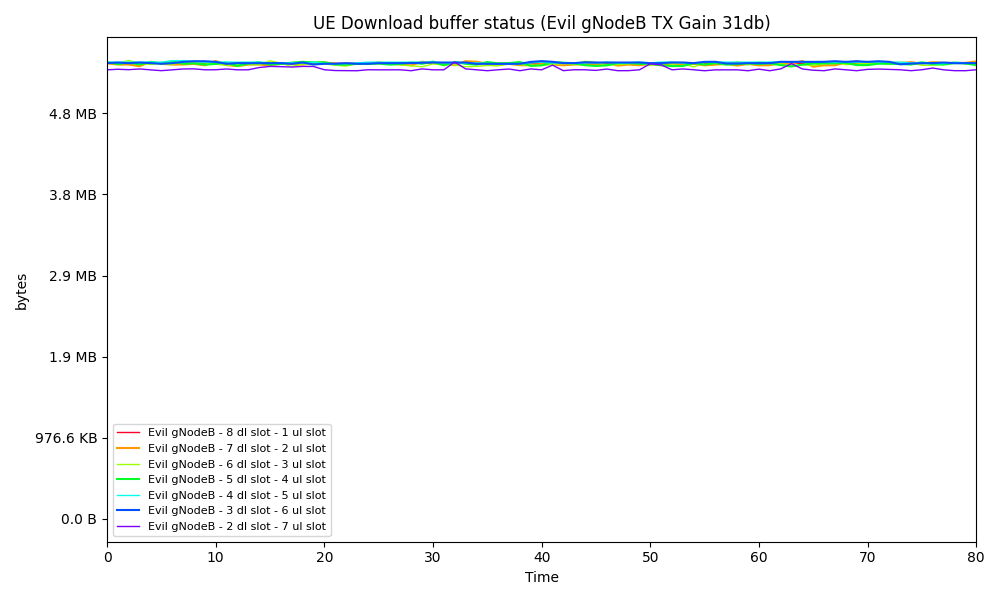 UE Download buffer status (Evil gNodeB TX Gain 31db)
4.8 MB
3.8 MB
2.9 MB
1.9 MB
976.6 KB
0.0 B
bytes
Evil gNodeB - 8 dl slot - 1 ul slot
Evil gNodeB - 7 dl slot - 2 ul slot
Evil gNodeB - 6 dl slot - 3 ul slot
Evil gNodeB - 5 dl slot - 4 ul slot
Evil gNodeB - 4 dl slot - 5 ul slot
Evil gNodeB - 3 dl slot - 6 ul slot
Evil gNodeB - 2 dl slot - 7 ul slot
0 10 20 30 40 50 60 70 80
Time